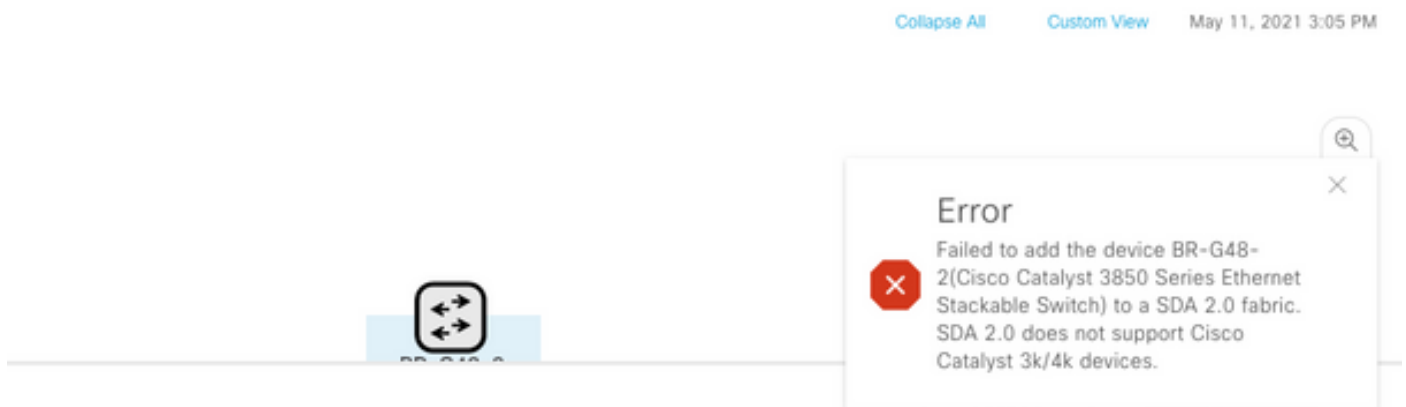 Collapse All Custom View May 11, 2021 3:05 PM
Error
Failed to add the device BR-G48-
2(Cisco Catalyst 3850 Series Ethernet
Stackable Switch) to a SDA 2.0 fabric.
SDA 2.0 does not support Cisco
Catalyst 3k/4k devices.